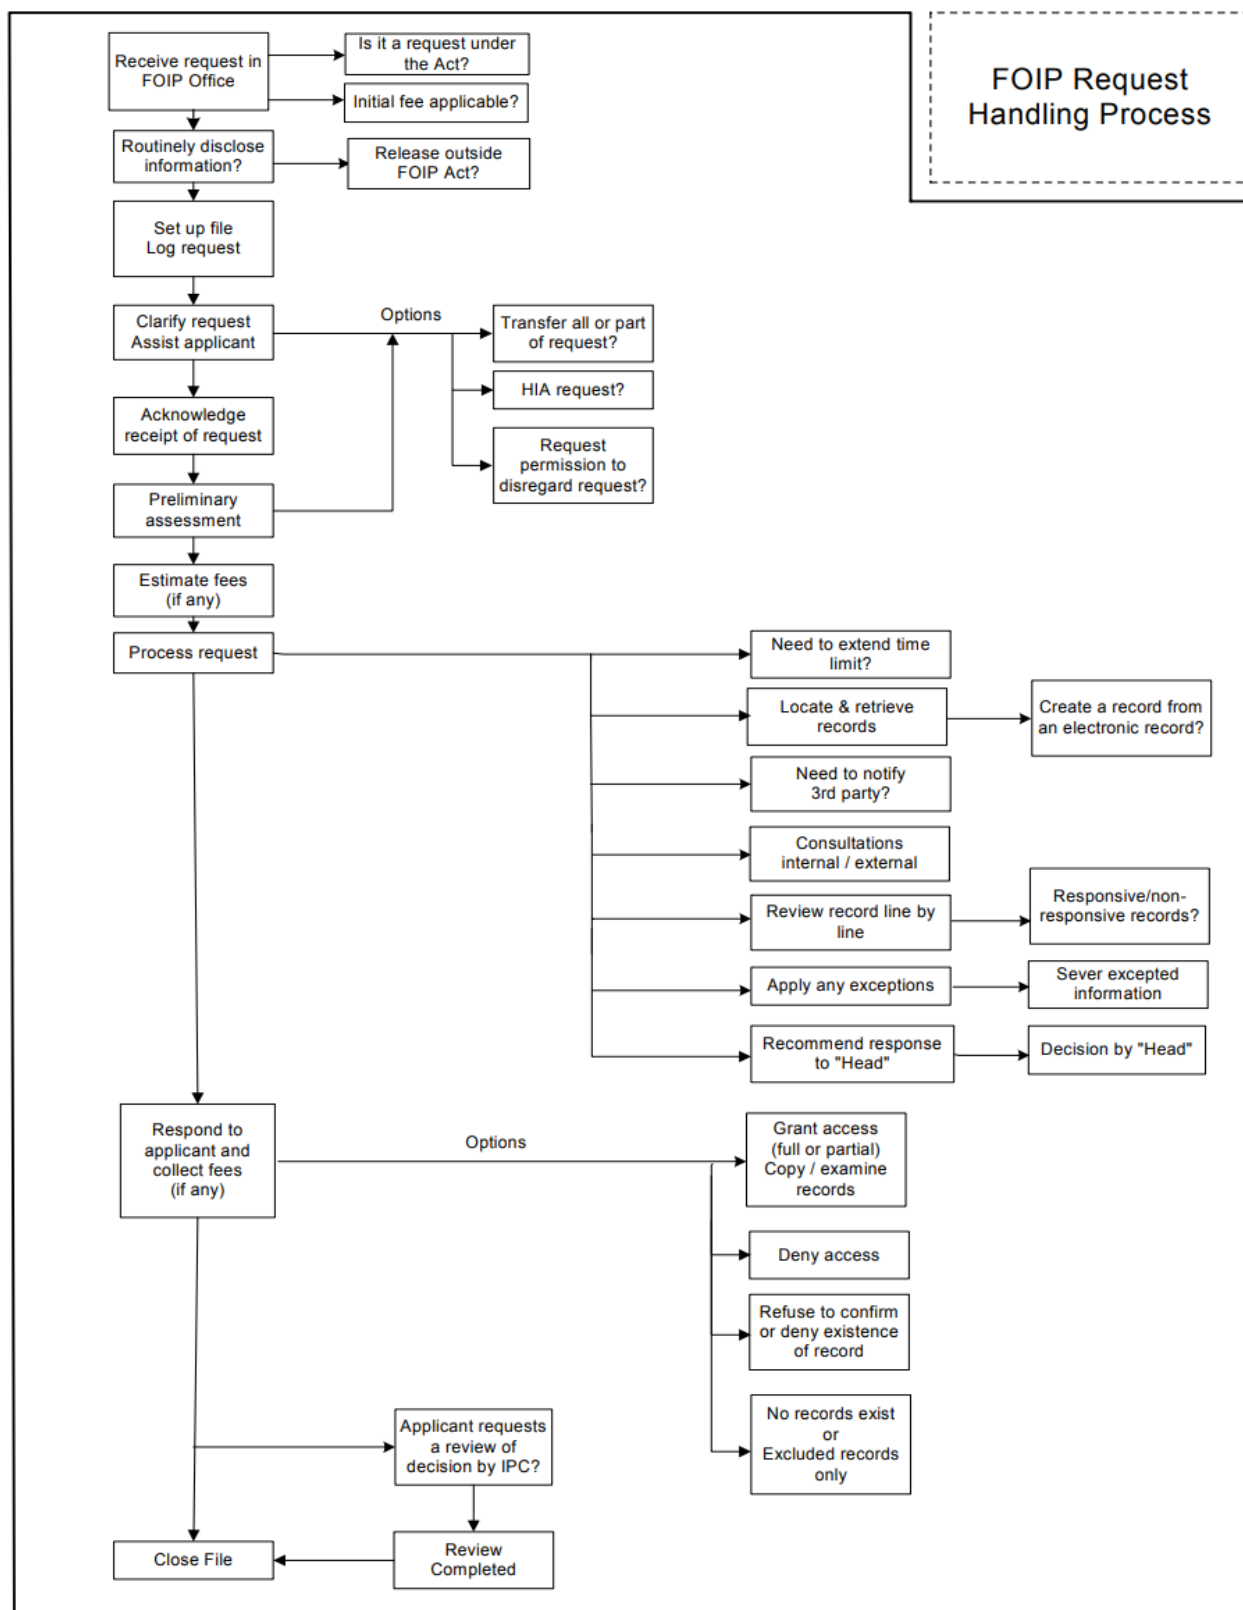 FOIP Request
Handling Process
Receive request in
FOIP Office
Is it a request under
the Act?
Initial fee applicable?
Routinely disclose
information?
Release outside
FOIP Act?
Set up file
Log request
Clarify request
Assist applicant
Options
Transfer all or part
of request?
HIA request?
Request
permission to
disregard request?
Acknowledge
receipt of request
Preliminary
assessment
Estimate fees
(if any)
Process request
Need to extend time
limit?
Locate & retrieve
records
Create a record from
an electronic record?
Need to notify
3rd party?
Consultations
internal / external
Review record line by
line
Responsive/non-
responsive records?
Apply any exceptions
Sever excepted
information
Recommend response
to "Head"
Decision by "Head"
Respond to
applicant and
collect fees
(if any)
Options
Grant access
(full or partial)
Copy / examine
records
Deny access
Refuse to confirm
or deny existence
of record
No records exist
or
Excluded records
only
Applicant requests
a review of
decision by IPC?
Review
Completed
Close File